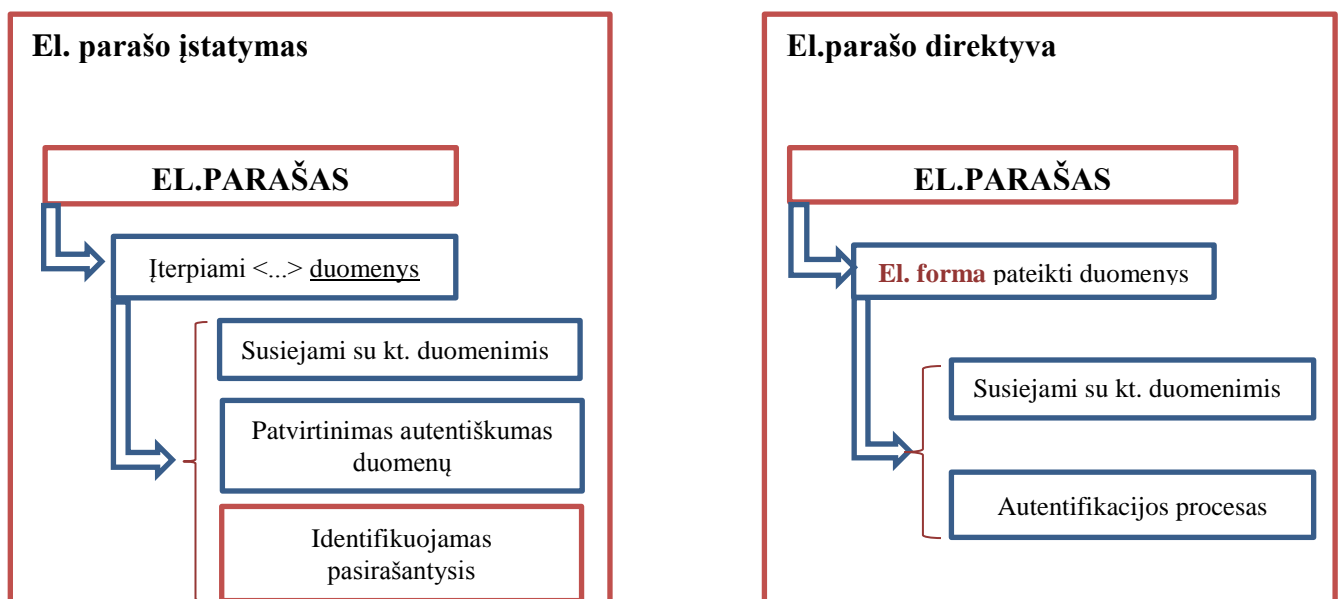 El. parašo įstatymas
EL.PARAŠAS
Įterpiami <...> duomenys
Susiejami su kt. duomenimis
Patvirtinimas autentiškumas
duomenų
Identifikuojamas
pasirašantysis
El.parašo direktyva
EL.PARAŠAS
El. forma pateikti duomenys
Susiejami su kt. duomenimis
Autentifikacijos procesas